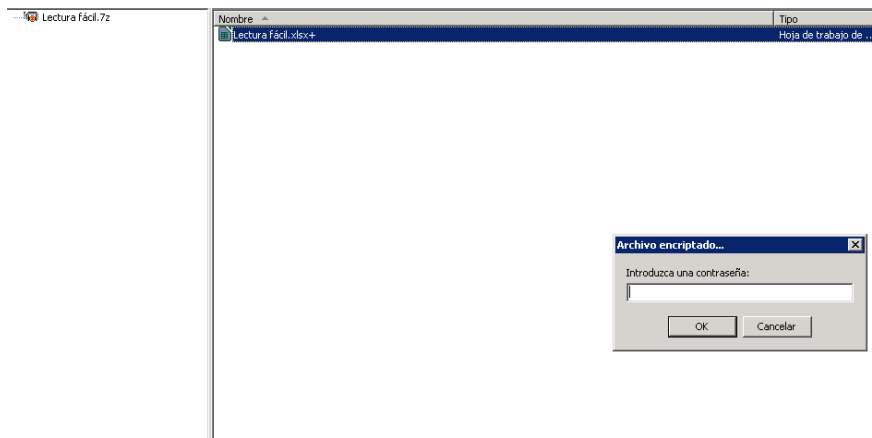 Lectura fácil.7z
Nombre Tipo
Lectura fácil.xlsx+ Hoja de trabajo de ...
Archivo encriptado...
Introduzca una contraseña:
OK Cancelar